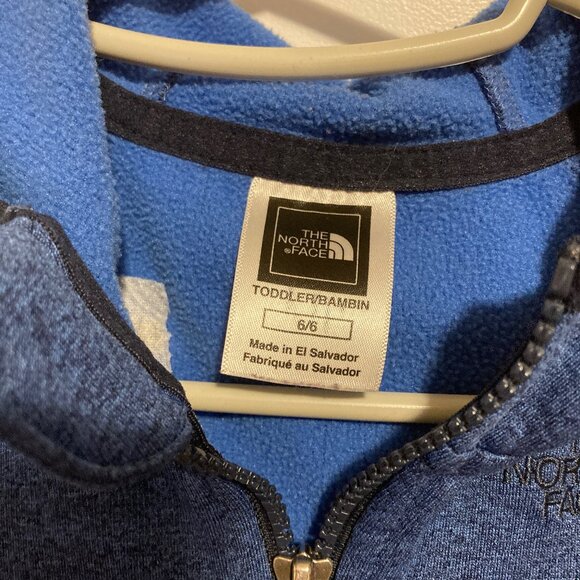 THE
NORTH
FACE
TODDLER/BAMBIN
6/6
Made in El Salvador
Fabriqué au Salvador